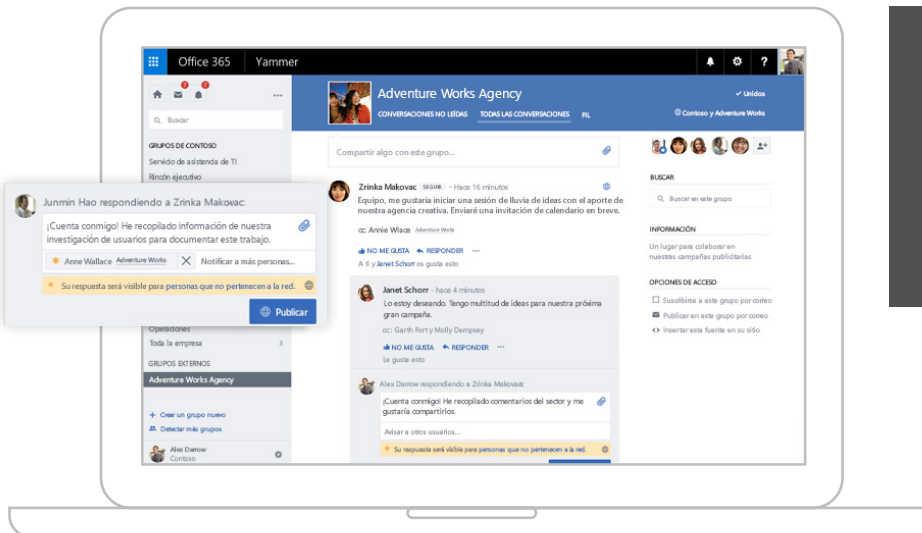 Office 365 Yammer ?
Buscar
GRUPOS DE CONTOSO
Servicio de asistencia de TI
Rincón ejecutivo
Junmin Hao respondiendo a Zrinka Makovac:
¡Cuenta conmigo! He recopilado información de nuestra
investigación de usuarios para documentar este trabajo.
Anne Wallace Adventure Works Notificar a más personas...
Su respuesta será visible para personas que no pertenecen a la red.
Publicar
Operaciones
Toda la empresa 3
GRUPOS EXTERNOS
Adventure Works Agency
+ Crear un grupo nuevo
Detectar más grupos
Alex Darrow
Contoso
Adventure Works Agency
CONVERSACIONES NO LEÍDAS TODAS LAS CONVERSACIONES FIL
Unidos
Contoso y Adventure Works
Compartir algo con este grupo...
Zrinka Makovac SEGUIR – Hace 16 minutos
Equipo, me gustaría iniciar una sesión de lluvia de ideas con el aporte de
nuestra agencia creativa. Enviaré una invitación de calendario en breve.
cc: Annie Wlace
NO ME GUSTA RESPONDER ...
A 6 y Janet Schorr os gusta esto
Janet Schorr - hace 4 minutos
Lo estoy deseando. Tengo multitud de ideas para nuestra próxima
gran campaña.
cc: Garth Fort y Molly Dempsey
NO ME GUSTA RESPONDER ...
Le gusta esto
Alex Darrow respondiendo a Zrinka Makovac:
¡Cuenta conmigo! He recopilado comentarios del sector y me
gustaría compartirlos.
Avisar a otros usuarios...
Su respuesta será visible para personas que no pertenecen a la red.
BUSCAR
Buscar en este grupo
INFORMACIÓN
Un lugar para colaborar en
nuestras campañas publicitarias
OPCIONES DE ACCESO
Suscribirse a este grupo por correo
Publicar en este grupo por correo
Insertar esta fuente en su sitio